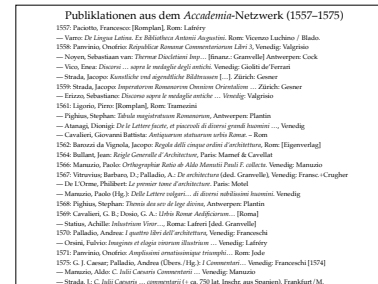 Publiklationen aus dem Accademia-Netzwerk (1557–1575)
1557: Paciotto, Francesco: [Romplan], Rom: Lafréry
— Varro: De Lingua Latina. Ex Bibliotheca Antonii Augustini. Rom: Vicenzo Luchino / Blado.
1558: Panvinio, Onofrio: Reipublicae Romanae Commentariorum Libri 3, Venedig: Valgrisio
— Noyen, Sebastiaan van: Thermae Diocletiani Imp… [finanz.: Granvelle] Antwerpen: Cock
— Vico, Enea: Discorsi … sopra le medaglie degli antichi. Venedig: Gioliti de'Ferrari
— Strada, Jacopo: Kunstliche und eigendtliche Bildtnussen […]. Zürich: Gesner
1559: Strada, Jacopo: Imperatorum Romanorum Omnium Orientalium … Zürich: Gesner
— Erizzo, Sebastiano: Discorso sopra le medaglie antiche … Venedig: Valgrisio
1561: Ligorio, Pirro: [Romplan], Rom: Tramezini
— Pighius, Stephan: Tabula magistratuum Romanorum, Antwerpen: Plantin
— Atanagi, Dionigi: De le Lettere facete, et piacevoli di diversi grandi huomini …, Venedig
— Cavalieri, Giovanni Battista: Antiquarum statuarum urbis Romae. – Rom
1562: Barozzi da Vignola, Jacopo: Regola delli cinque ordini d'architettura, Rom: [Eigenverlag]
1564: Bullant, Jean: Reigle Generalle d'Architecture, Paris: Marnef & Cavellat
1566: Manuzio, Paolo: Orthographiae Ratio ab Aldo Manutio Pauli F. collecta. Venedig: Manuzio
1567: Vitruvius; Barbaro, D.; Palladio, A.: De architectura (ded. Granvelle), Venedig: Fransc.+Crugher
— De L'Orme, Philibert: Le premier tome d'architecture. Paris: Motel
— Manuzio, Paolo (Hg.): Delle Lettere volgari… di diversi nobilissimi huomini. Venedig
1568: Pighius, Stephan: Themis dea sev de lege divina, Antwerpen: Plantin
1569: Cavalieri, G. B.; Dosio, G. A.: Urbis Romae Aedificiorum… [Roma]
— Statius, Achille: Inlustrium Viror…, Roma: Lafreri [ded. Granvelle]
1570: Palladio, Andrea: I quattro libri dell'architettura, Venedig: Franceschi
— Orsini, Fulvio: Imagines et elogia virorum illustrium … Venedig: Lafréry
1571: Panvinio, Onofrio: Amplissimi ornatissimique triumphi… Rom: Jode
1575: G. J. Caesar; Palladio, Andrea (Übers./Hg.): I Commentari… Venedig: Franceschi [1574]
— Manuzio, Aldo: C. Iulii Caesaris Commentarii … Venedig: Manuzio
— Strada, J.: C. Iulii Caesaris … commentarii (+ ca. 750 lat. Inschr. aus Spanien), Frankfurt/M.